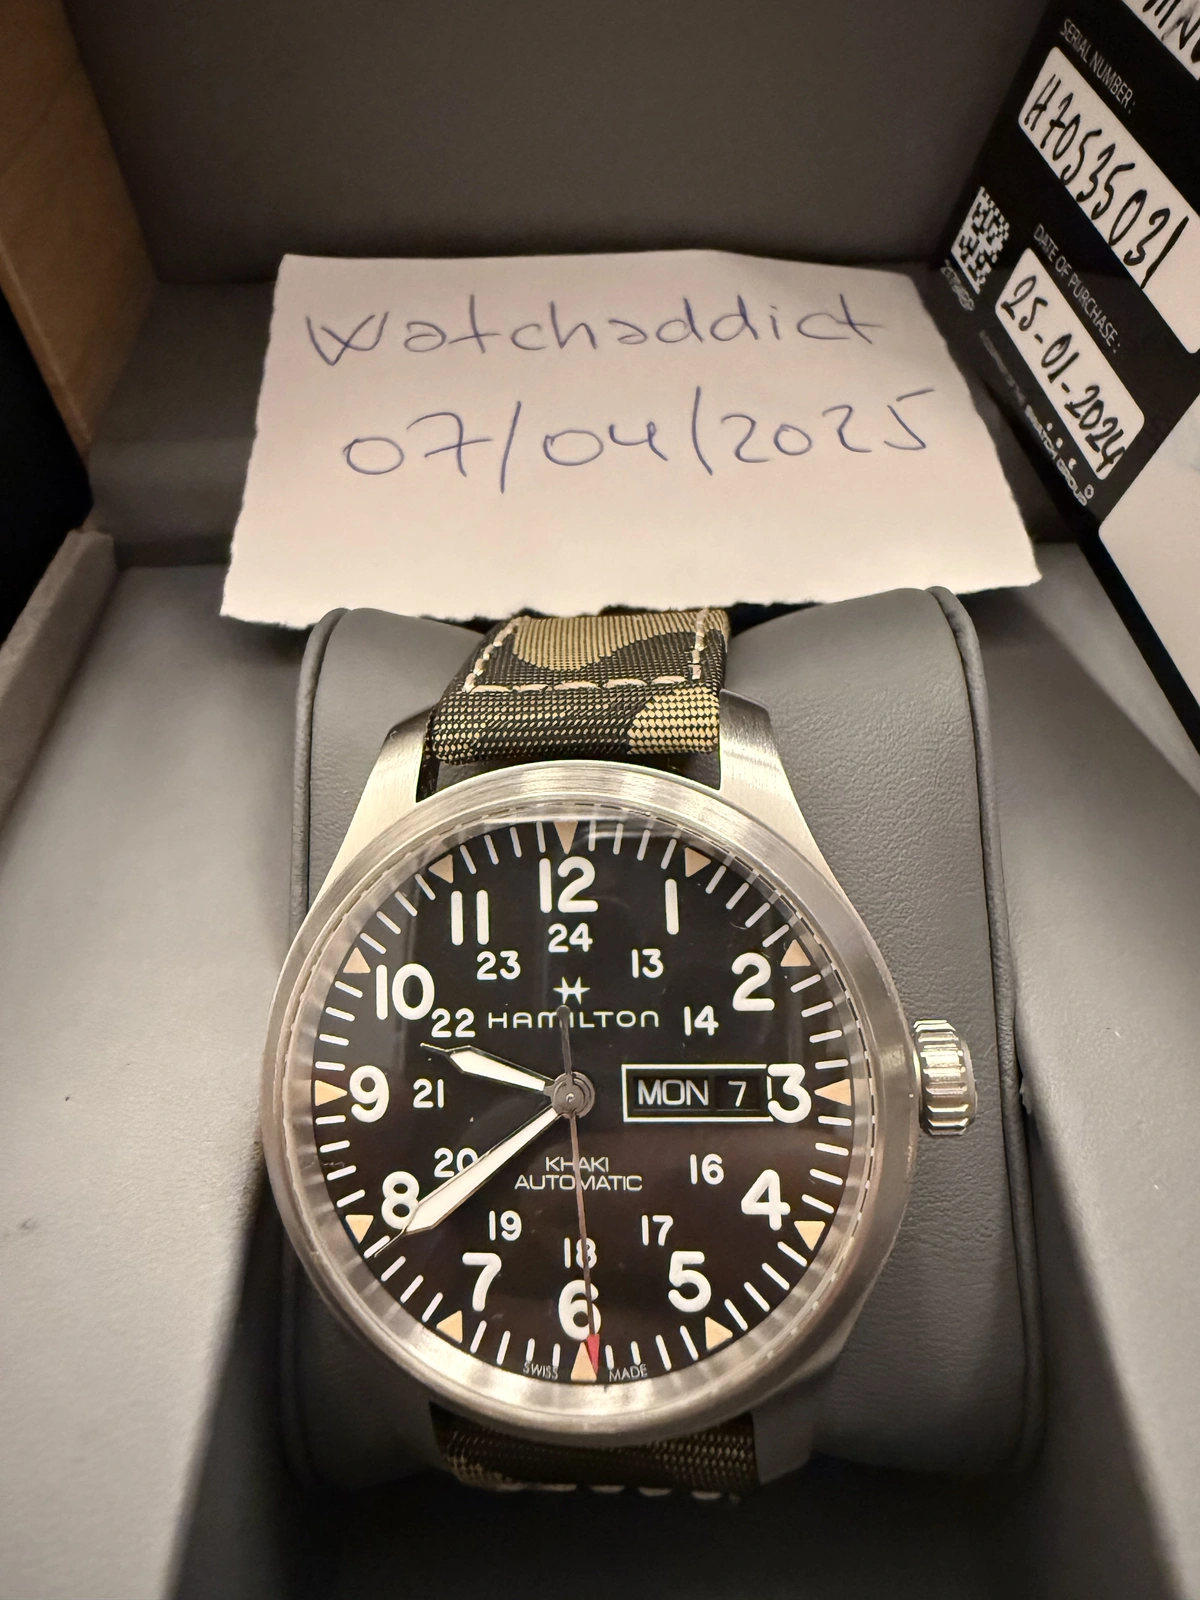 SERIAL NUMBER:
H70535031
DATE OF PURCHASE:
25-01-2024
SWATCH GROUP
Watchaddict
07/04/2025
12
11
1
24
23
13
10
2
HAMILTON
22
14
9
21
MON 7
3
KHAKI
AUTOMATIC
20
16
8
4
19
17
18
7
5
6
SWISS MADE